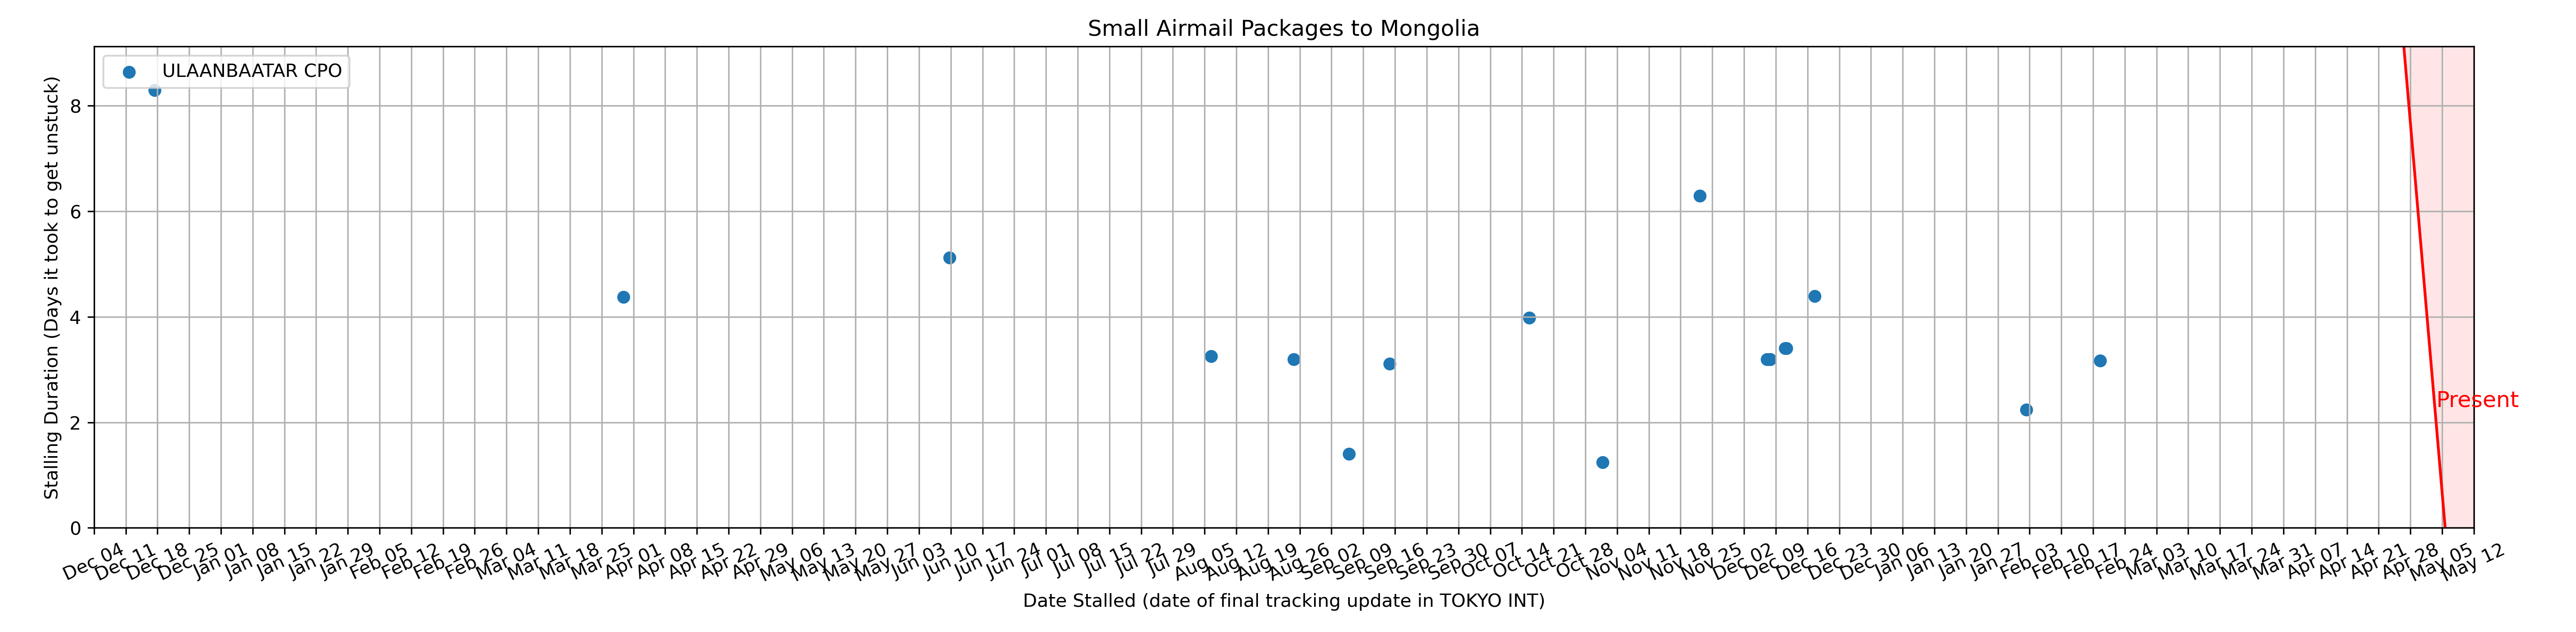 Small Airmail Packages to Mongolia
ULAANBAATAR CPO
Stalling Duration (Days it took to get unstuck)
8
6
4
2
0
Present
Dec 04
Dec 11
Dec 18
Dec 25
Jan 01
Jan 08
Jan 15
Jan 22
Jan 29
Feb 05
Feb 12
Feb 19
Feb 26
Mar 04
Mar 11
Mar 18
Mar 25
Apr 01
Apr 08
Apr 15
Apr 22
Apr 29
May 06
May 13
May 20
May 27
Jun 03
Jun 10
Jun 17
Jun 24
Jul 01
Jul 08
Jul 15
Jul 22
Jul 29
Aug 05
Aug 12
Aug 19
Aug 26
Sep 02
Sep 09
Sep 16
Sep 23
Sep 30
Oct 07
Oct 14
Oct 21
Oct 28
Nov 04
Nov 11
Nov 18
Nov 25
Dec 02
Dec 09
Dec 16
Dec 23
Dec 30
Jan 06
Jan 13
Jan 20
Jan 27
Feb 03
Feb 10
Feb 17
Feb 24
Mar 03
Mar 10
Mar 17
Mar 24
Mar 31
Apr 07
Apr 14
Apr 21
Apr 28
May 05
May 12
Date Stalled (date of final tracking update in TOKYO INT)